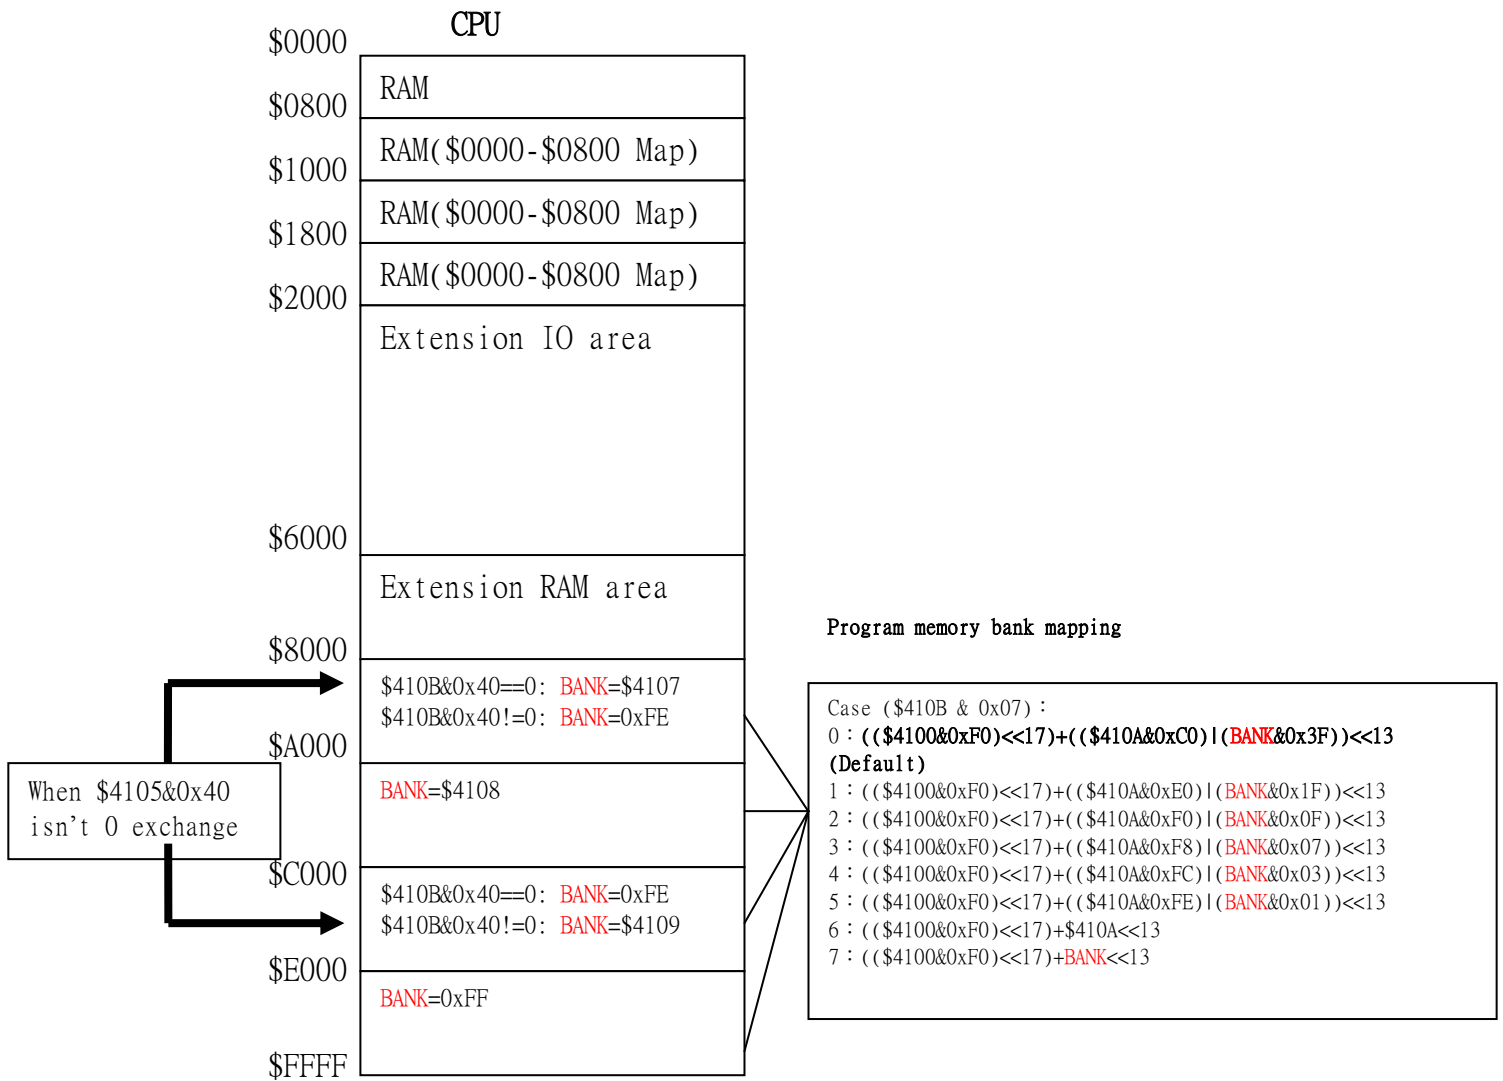 CPU
$0000
RAM
$0800
RAM($0000-$0800 Map)
$1000
RAM($0000-$0800 Map)
$1800
RAM($0000-$0800 Map)
$2000
Extension IO area
$6000
Extension RAM area
$8000
$410B&0x40==0: BANK=$4107
$410B&0x40!=0: BANK=0xFE
$A000
When $4105&0x40
isn't 0 exchange
BANK=$4108
$C000
$410B&0x40==0: BANK=0xFE
$410B&0x40!=0: BANK=$4109
$E000
BANK=0xFF
$FFFF
Program memory bank mapping
Case ($410B & 0x07):
0:(($4100&0xF0)<<17)+(($410A&0xC0)|(BANK&0x3F))<<13
(Default)
1:(($4100&0xF0)<<17)+(($410A&0xE0)|(BANK&0x1F))<<13
2:(($4100&0xF0)<<17)+(($410A&0xF0)|(BANK&0x0F))<<13
3:(($4100&0xF0)<<17)+(($410A&0xF8)|(BANK&0x07))<<13
4:(($4100&0xF0)<<17)+(($410A&0xFC)|(BANK&0x03))<<13
5:(($4100&0xF0)<<17)+(($410A&0xFE)|(BANK&0x01))<<13
6:(($4100&0xF0)<<17)+$410A<<13
7:(($4100&0xF0)<<17)+BANK<<13